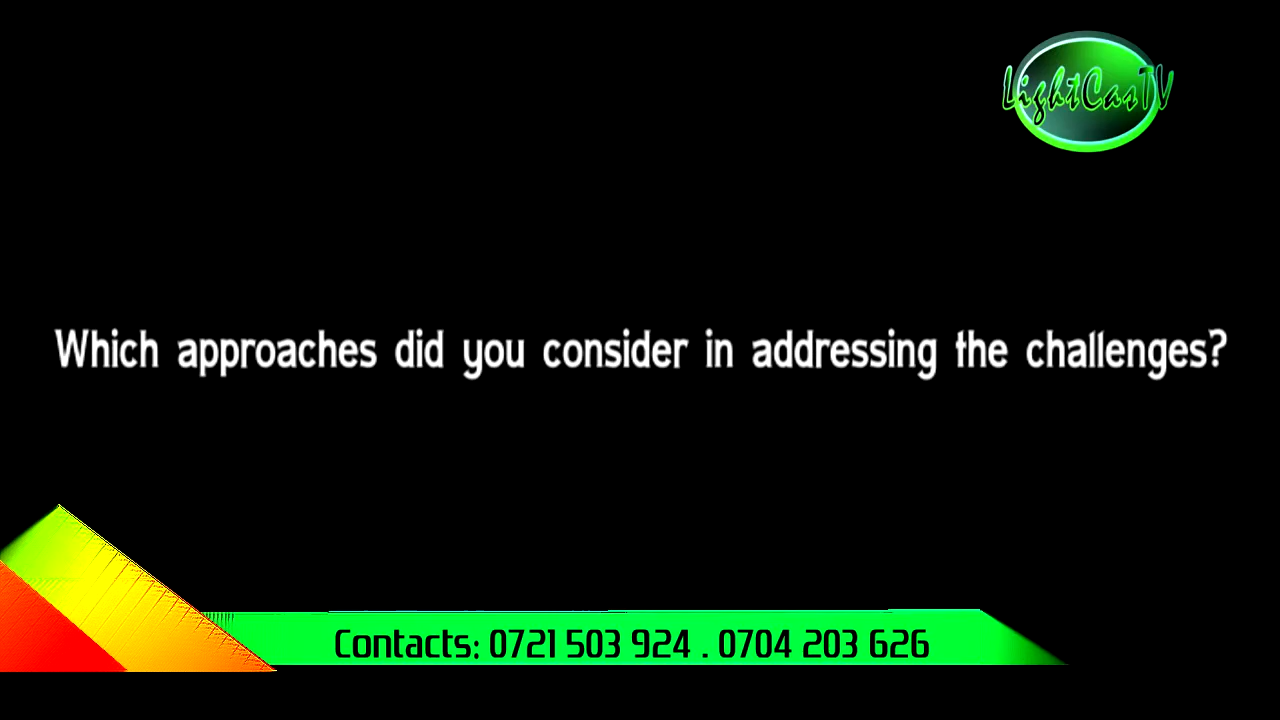 LightCasTV
Which approaches did you consider in addressing the challenges?
Contacts: 0721 503 924 . 0704 203 626